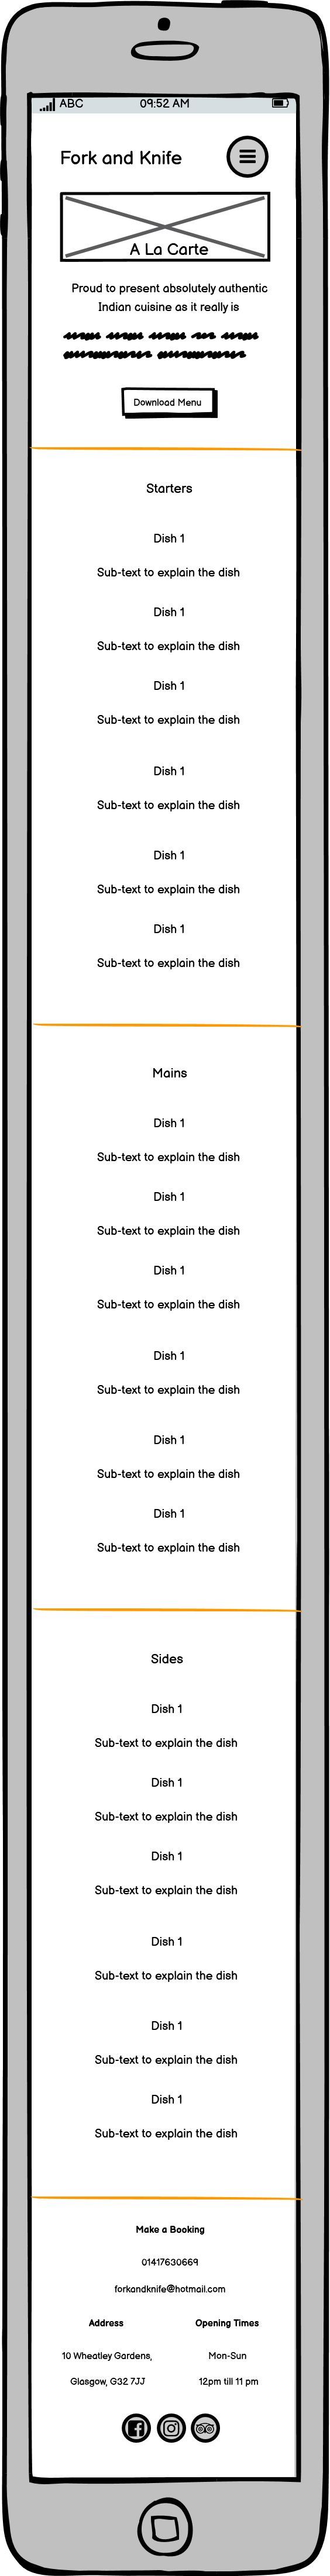 ABC 09:52 AM
Fork and Knife
A La Carte
Proud to present absolutely authentic
Indian cuisine as it really is
Download Menu
Starters
Dish 1
Sub-text to explain the dish
Dish 1
Sub-text to explain the dish
Dish 1
Sub-text to explain the dish
Dish 1
Sub-text to explain the dish
Dish 1
Sub-text to explain the dish
Dish 1
Sub-text to explain the dish
Mains
Dish 1
Sub-text to explain the dish
Dish 1
Sub-text to explain the dish
Dish 1
Sub-text to explain the dish
Dish 1
Sub-text to explain the dish
Dish 1
Sub-text to explain the dish
Dish 1
Sub-text to explain the dish
Sides
Dish 1
Sub-text to explain the dish
Dish 1
Sub-text to explain the dish
Dish 1
Sub-text to explain the dish
Dish 1
Sub-text to explain the dish
Dish 1
Sub-text to explain the dish
Dish 1
Sub-text to explain the dish
Make a Booking
01417630669
forkandknife@hotmail.com
Address
10 Wheatley Gardens,
Glasgow, G32 7JJ
Opening Times
Mon-Sun
12pm till 11 pm